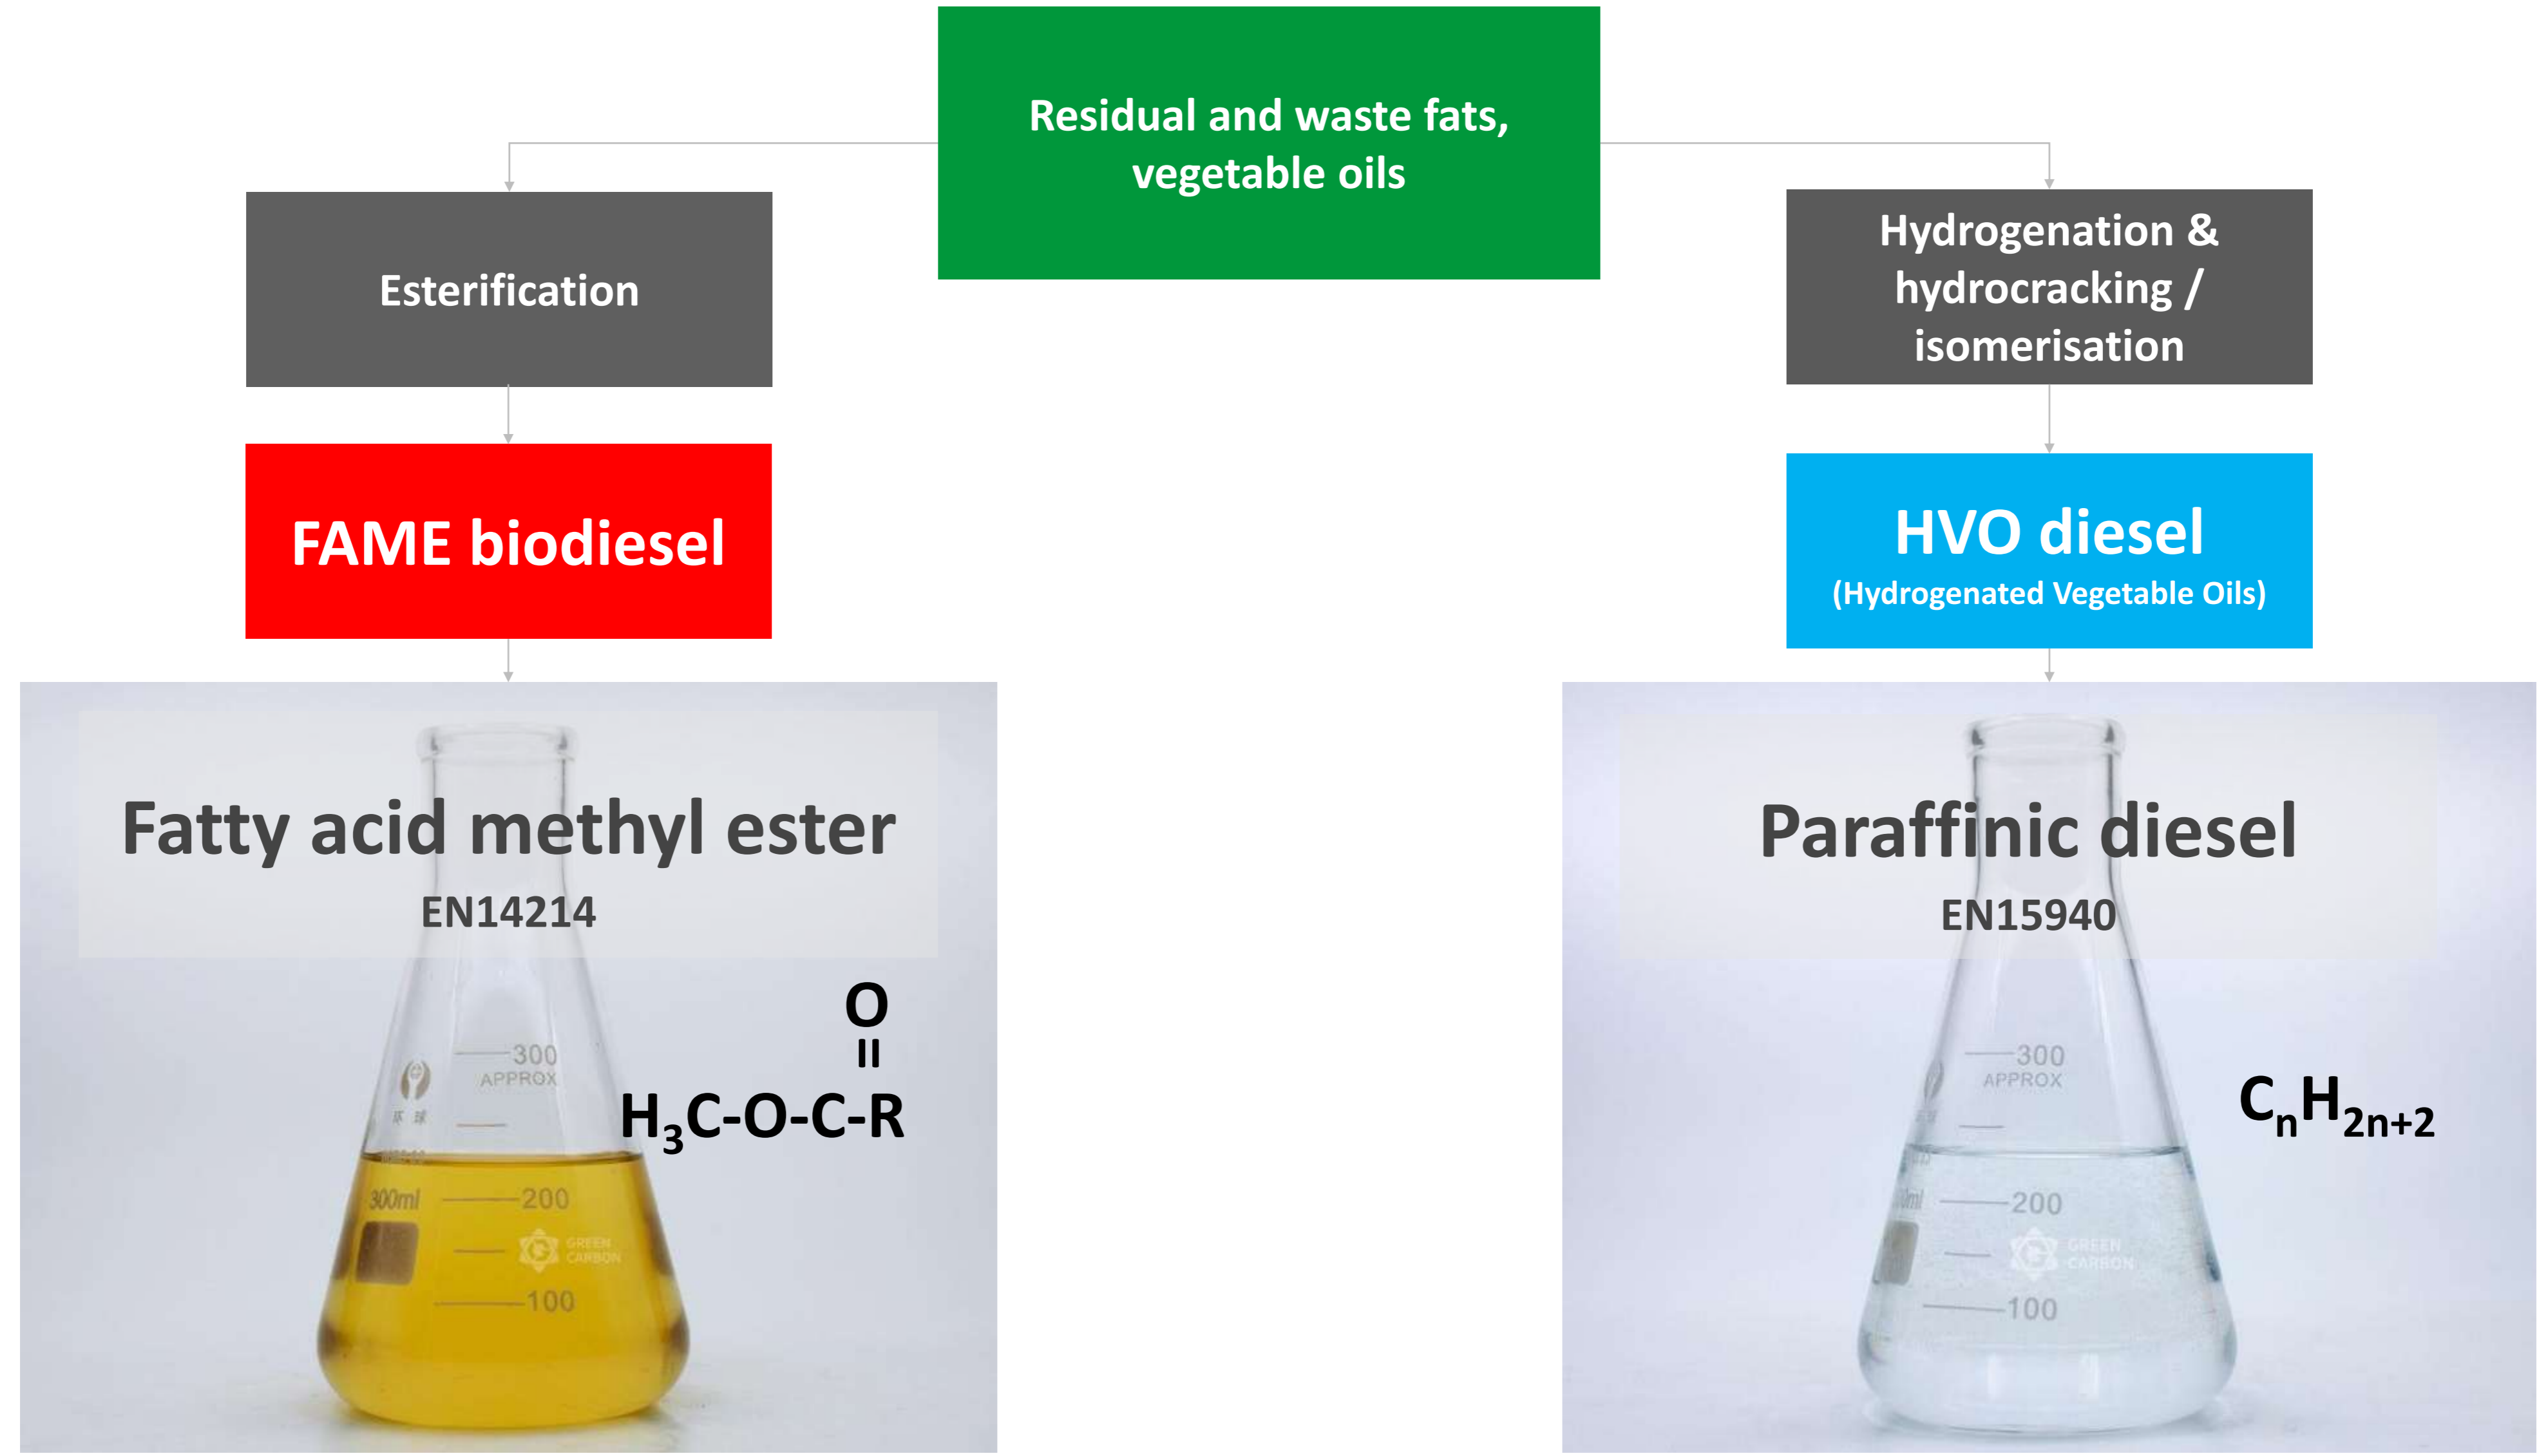 Residual and waste fats,
vegetable oils
Esterification
Hydrogenation &
hydrocracking /
isomerisation
FAME biodiesel
HVO diesel
(Hydrogenated Vegetable Oils)
Fatty acid methyl ester
EN14214
O
=
H₃C-O-C-R
300
APPROX
环 球
300ml
200
GREEN
CARBON
100
Paraffinic diesel
EN15940
CₙH₂ₙ₊₂
300
APPROX
200
GREEN
CARBON
100